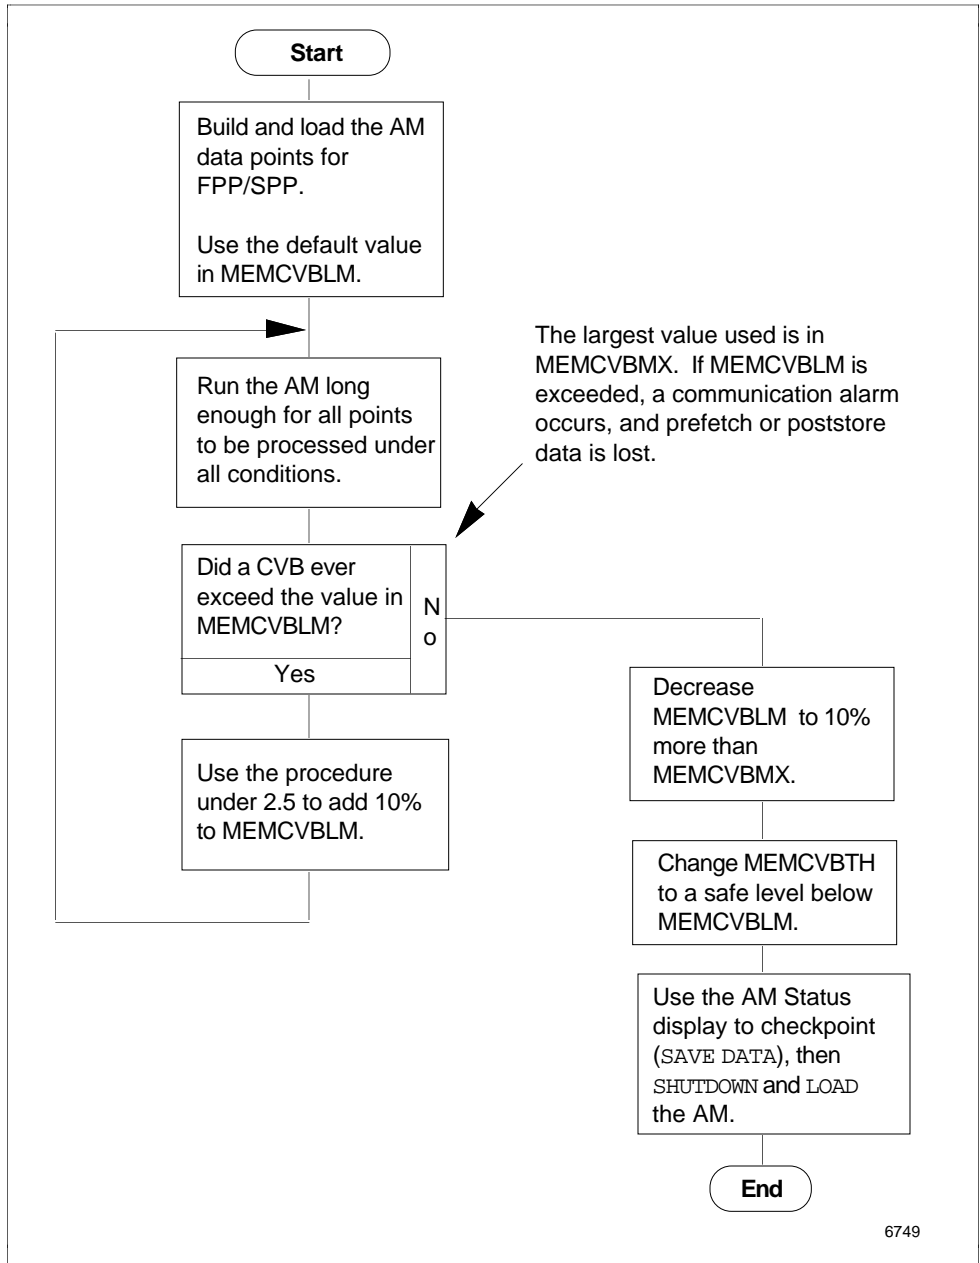 Start
Build and load the AM
data points for
FPP/SPP.
Use the default value
in MEMCVBLM.
Run the AM long
enough for all points
to be processed under
all conditions.
The largest value used is in
MEMCVBMX.  If MEMCVBLM is
exceeded, a communication alarm
occurs, and prefetch or poststore
data is lost.
Did a CVB ever
exceed the value in
MEMCVBLM?
N
o
Yes
Use the procedure
under 2.5 to add 10%
to MEMCVBLM.
Decrease
MEMCVBLM  to 10%
more than
MEMCVBMX.
Change MEMCVBTH
to a safe level below
MEMCVBLM.
Use the AM Status
display to checkpoint
(SAVE DATA), then
SHUTDOWN and LOAD
the AM.
End
6749